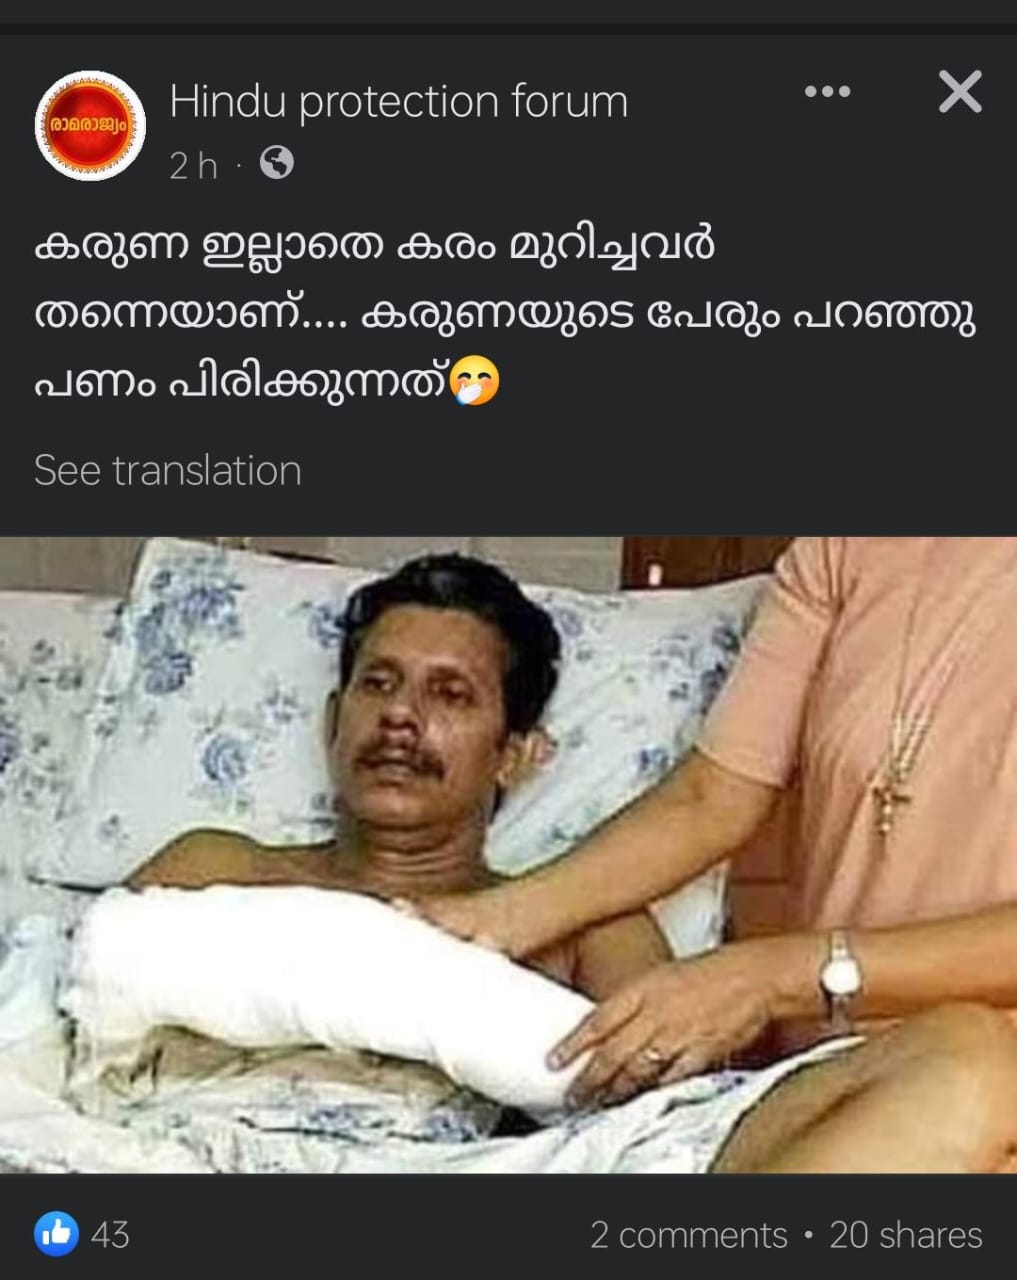 രാമരാജ്യം
Hindu protection forum
2 h ·
കരുണ ഇല്ലാതെ കരം മുറിച്ചവർ
തന്നെയാണ്.... കരുണയുടെ പേരും പറഞ്ഞു
പണം പിരിക്കുന്നത്🤭
See translation
43
2 comments • 20 shares